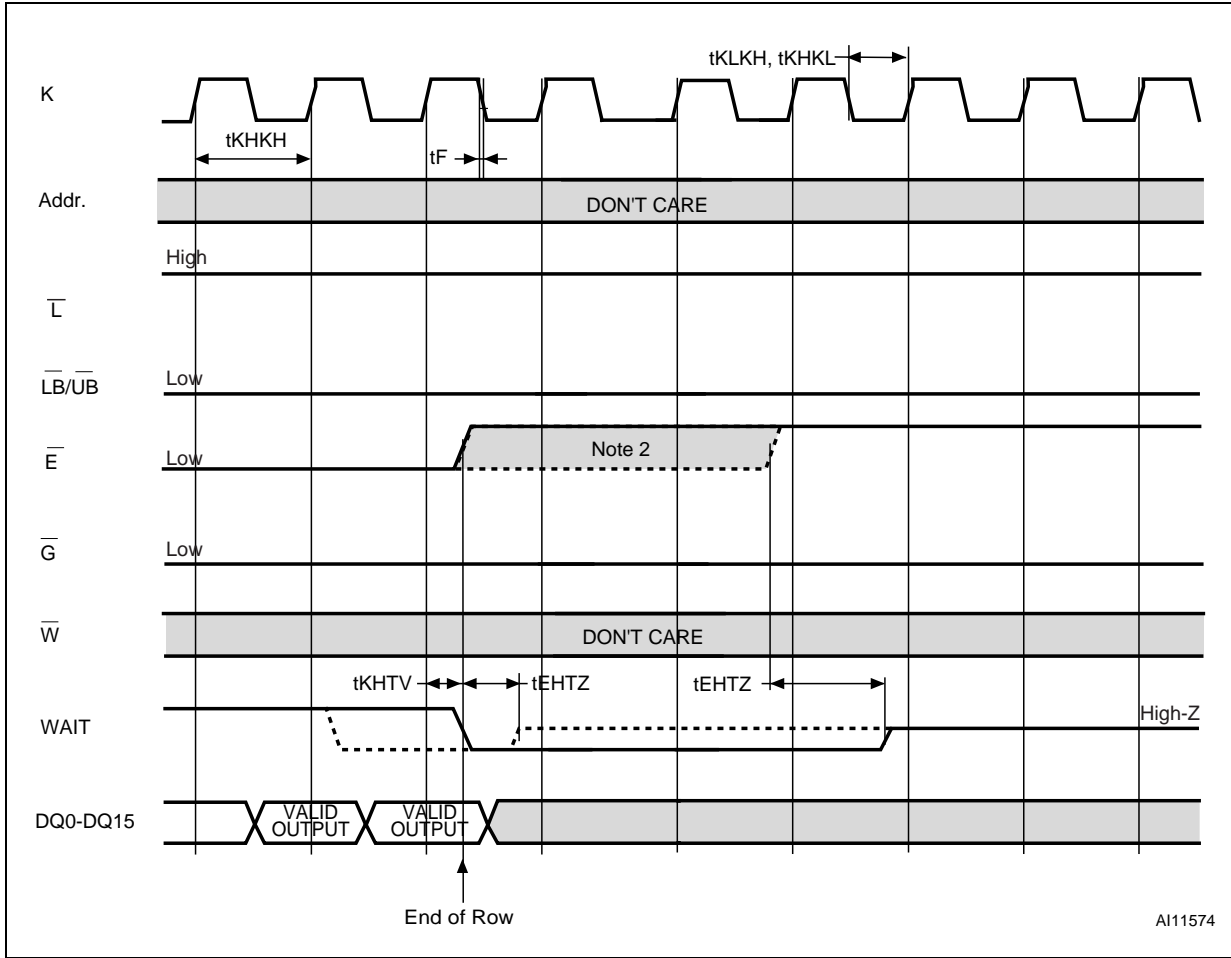 tKLKH, tKHKL
K
tKHKH
tF
Addr.
DON'T CARE
High
L
LB/UB
Low
E
Low
Note 2
G
Low
W
DON'T CARE
tKHTV
tEHTZ
tEHTZ
WAIT
High-Z
DQ0-DQ15
VALID
OUTPUT
VALID
OUTPUT
End of Row
AI11574